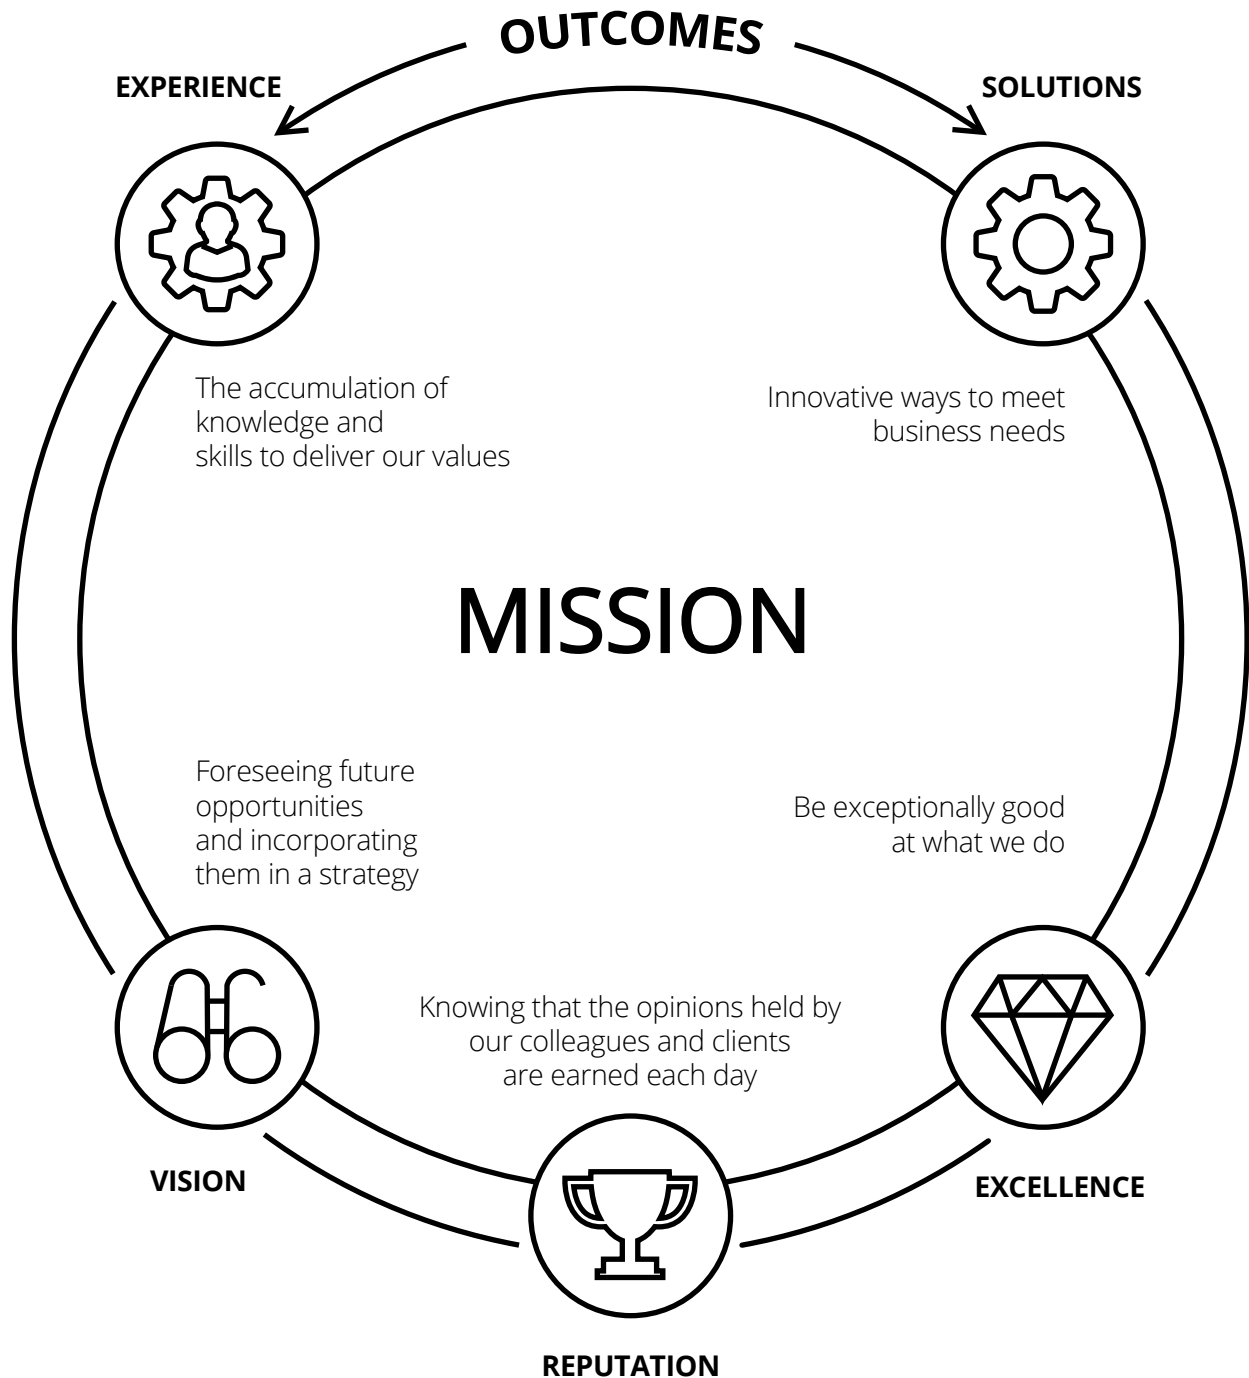 OUTCOMES
EXPERIENCE
SOLUTIONS
The accumulation of
knowledge and
skills to deliver our values
Innovative ways to meet
business needs
MISSION
Foreseeing future
opportunities
and incorporating
them in a strategy
Be exceptionally good
at what we do
Knowing that the opinions held by
our colleagues and clients
are earned each day
VISION
EXCELLENCE
REPUTATION